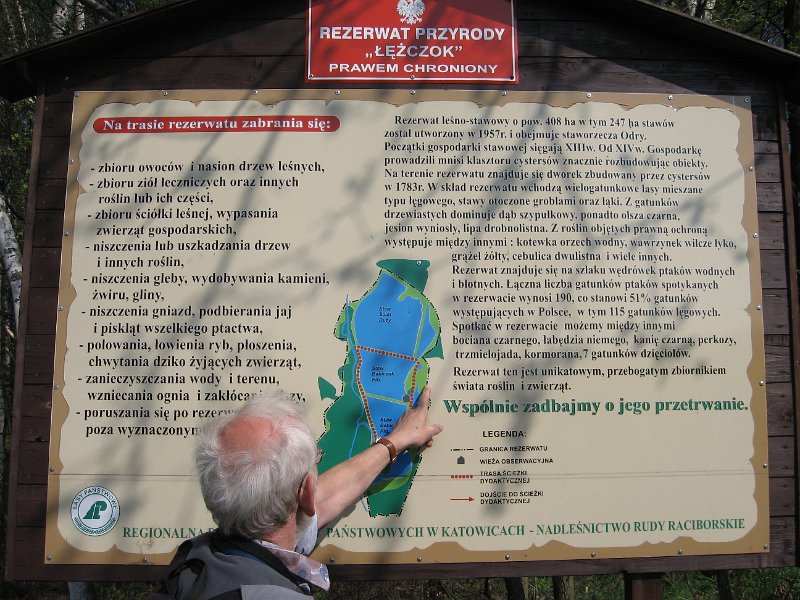 REZERWAT PRZYRODY
„ŁĘŻCZOK”
PRAWEM CHRONIONY
Na trasie rezerwatu zabrania się:
- zbioru owoców i nasion drzew leśnych,
- zbioru ziół leczniczych oraz innych
roślin lub ich części,
- zbioru ściółki leśnej, wypasania
zwierząt gospodarskich,
- niszczenia lub uszkadzania drzew
i innych roślin,
- niszczenia gleby, wydobywania kamieni,
żwiru, gliny,
- niszczenia gniazd, podbierania jaj
i piskląt wszelkiego ptactwa,
- polowania, łowienia ryb, płoszenia,
chwytania dziko żyjących zwierząt,
- zanieczyszczania wody i terenu,
wzniecania ognia i zakłócania
- poruszania się po
poza
Rezerwat leśno-stawowy o pow. 408 ha w tym 247 ha stawów
został utworzony w 1957r. i obejmuje staworzecza Odry.
Początki gospodarki stawowej sięgają XIIIw. Od XIVw. Gospodarkę
prowadzili mnisi klasztoru cystersów znacznie rozbudowując obiekty.
Na terenie rezerwatu znajduje się dworek zbudowany przez cystersów
w 1783r. W skład rezerwatu wchodzą wielogatunkowe lasy mieszane
typu łęgowego, stawy otoczone groblami oraz łąki. Z gatunków
drzewiastych dominuje dąb szypułkowy, ponadto olsza czarna,
jesion wyniosły, lipa drobnolistna. Z roślin objętych prawną ochroną
występuje między innymi : kotewka orzech wodny, wawrzynek wilcze łyko,
grążel żółty, cebulica dwulistna i wiele innych.
Rezerwat znajduje się na szlaku wędrówek ptaków wodnych
i błotnych. Łączna liczba gatunków ptaków spotykanych
w rezerwacie wynosi 190, co stanowi 51% gatunków
występujących w Polsce, w tym 115 gatunków lęgowych.
Spotkać w rezerwacie możemy między innymi
bociana czarnego, łabędzia niemego, kanię czarną, perkozy,
trzmielojada, kormorana,7 gatunków dzięciołów.
Rezerwat ten jest unikatowym, przebogatym zbiornikiem
świata roślin i zwierząt.
Wspólnie zadbajmy o jego przetrwanie.
Staw
LEGENDA:
GRANICA REZERWATU
WIEŻA OBSERWACYJNA
TRASA ŚCIEŻKI
DYDAKTYCZNEJ
DOJŚCIE DO ŚCIEŻKI
DYDAKTYCZNEJ
LASY PAŃSTWOWE
REGIONALNA PAŃSTWOWYCH W KATOWICACH - NADLEŚNICTWO RUDY RACIBORSKIE